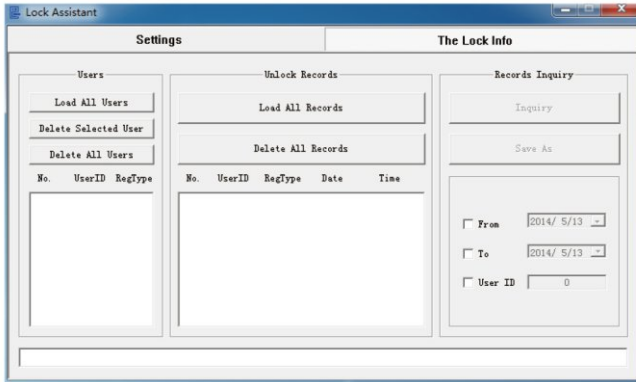 Lock Assistant
Settings
The Lock Info
Users
Load All Users
Delete Selected User
Delete All Users
No. UserID RegType
Unlock Records
Load All Records
Delete All Records
No. UserID RegType Date Time
Records Inquiry
Inquiry
Save As
From 2014/ 5/13
To 2014/ 5/13
User ID 0